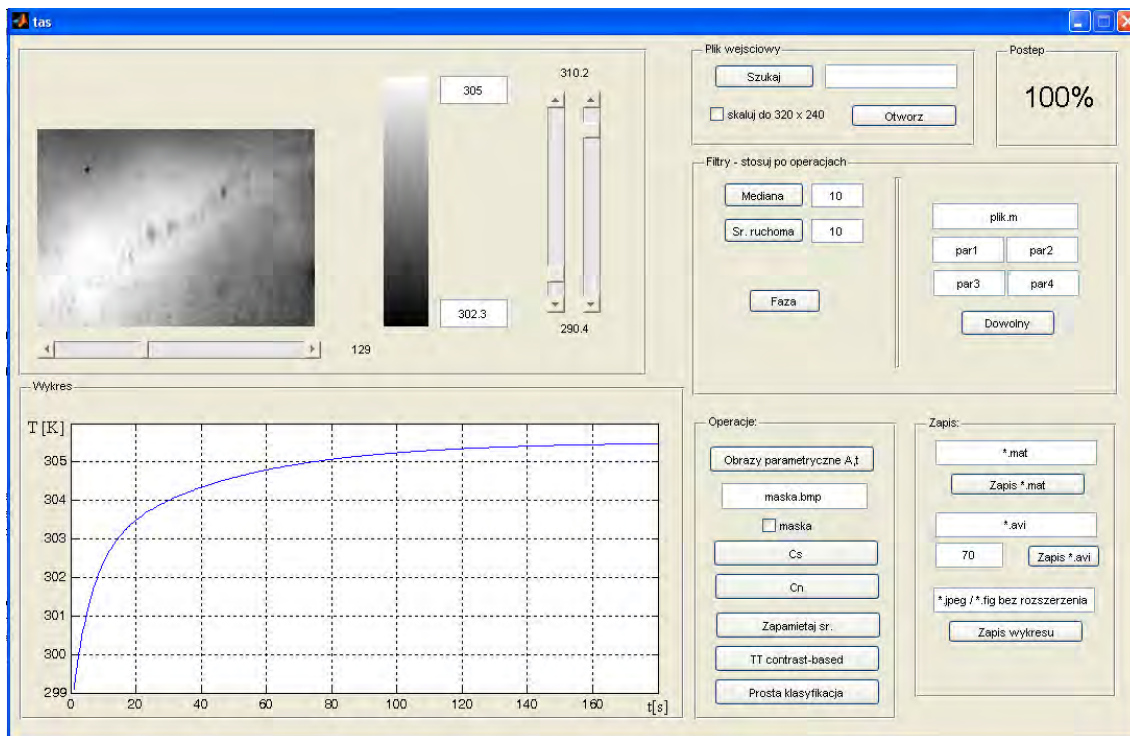 tas
305
302.3
310.2
290.4
129
Plik wejsciowy
Szukaj
skaluj do 320 x 240
Otworz
Postep
100%
Filtry - stosuj po operacjach
Mediana 10
Sr. ruchoma 10
Faza
plik.m
par1 par2
par3 par4
Dowolny
Wykres
T [K]
305
304
303
302
301
300
299
0 20 40 60 80 100 120 140 160 t[s]
Operacje:
Obrazy parametryczne A,t
maska.bmp
maska
Cs
Cn
Zapamietaj sr.
TT contrast-based
Prosta klasyfikacja
Zapis:
*.mat
Zapis *.mat
*.avi
70 Zapis *.avi
*.jpeg / *.fig bez rozszerzenia
Zapis wykresu